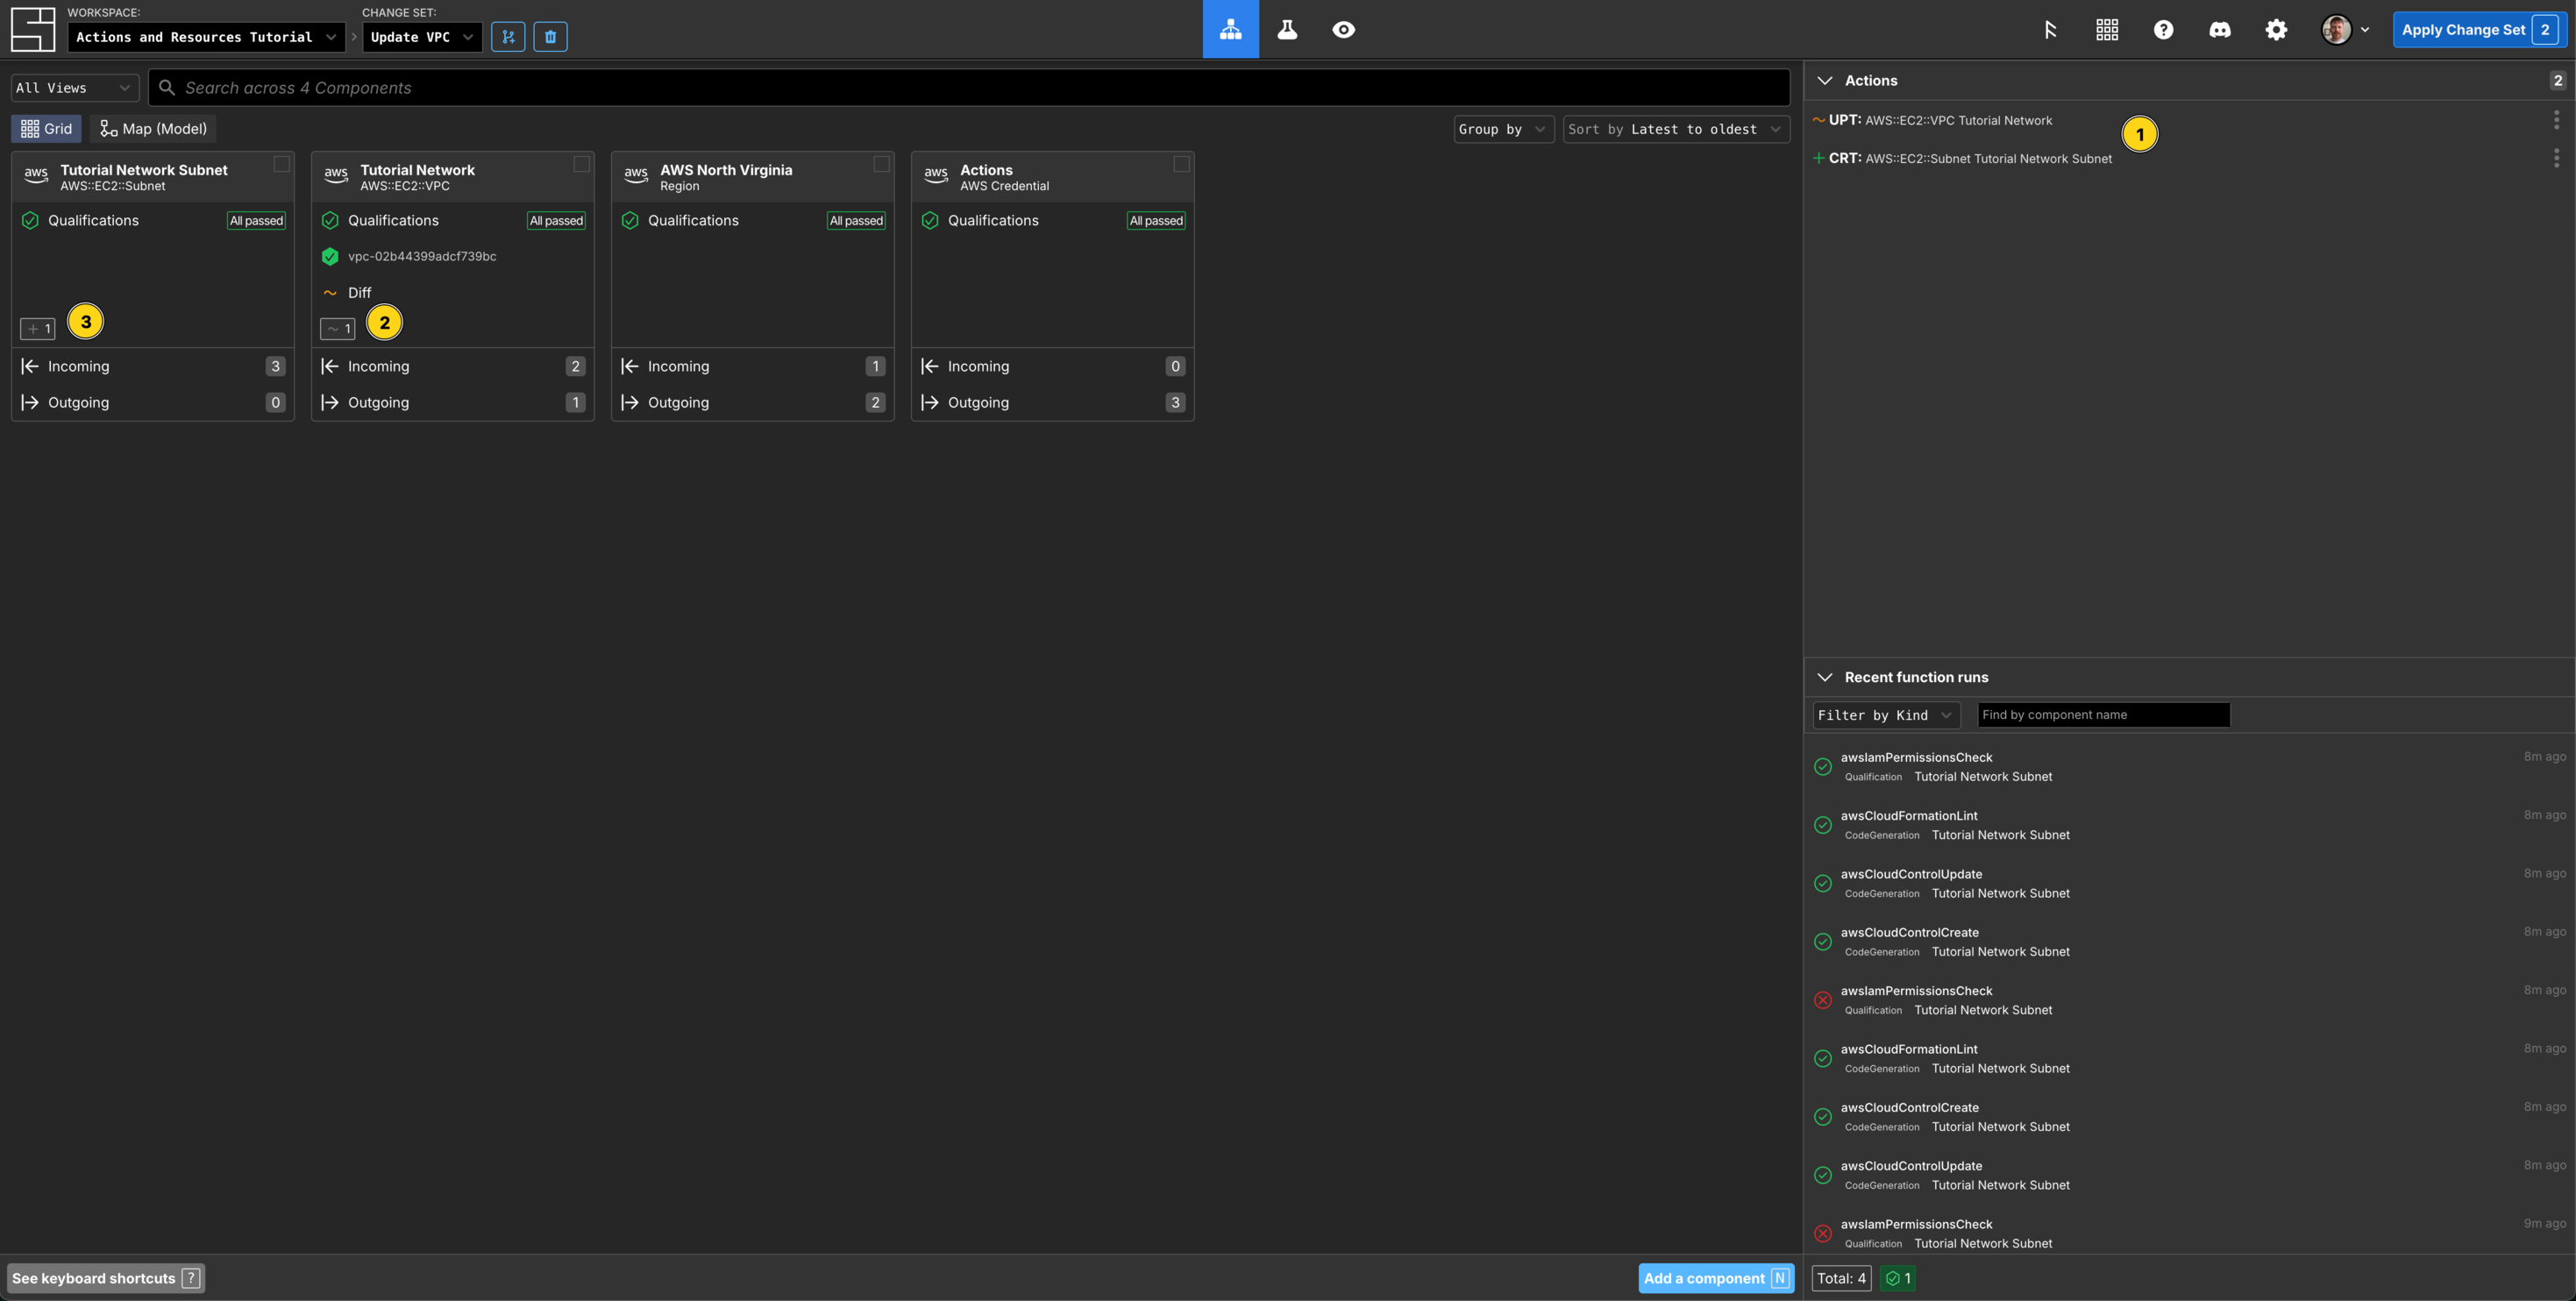 WORKSPACE:
Actions and Resources Tutorial
CHANGE SET:
Update VPC
Apply Change Set 2
All Views
Search across 4 Components
Grid
Map (Model)
Group by
Sort by Latest to oldest
aws
Tutorial Network Subnet
AWS::EC2::Subnet
Qualifications All passed
+ 1
3
Incoming 3
Outgoing 0
aws
Tutorial Network
AWS::EC2::VPC
Qualifications All passed
vpc-02b44399adcf739bc
~ Diff
~ 1
2
Incoming 2
Outgoing 1
aws
AWS North Virginia
Region
Qualifications All passed
Incoming 1
Outgoing 2
aws
Actions
AWS Credential
Qualifications All passed
Incoming 0
Outgoing 3
Actions 2
~ UPT: AWS::EC2::VPC Tutorial Network
1
+ CRT: AWS::EC2::Subnet Tutorial Network Subnet
Recent function runs
Filter by Kind
Find by component name
awsIamPermissionsCheck 8m ago
Qualification Tutorial Network Subnet
awsCloudFormationLint 8m ago
CodeGeneration Tutorial Network Subnet
awsCloudControlUpdate 8m ago
CodeGeneration Tutorial Network Subnet
awsCloudControlCreate 8m ago
CodeGeneration Tutorial Network Subnet
awsIamPermissionsCheck 8m ago
Qualification Tutorial Network Subnet
awsCloudFormationLint 8m ago
CodeGeneration Tutorial Network Subnet
awsCloudControlCreate 8m ago
CodeGeneration Tutorial Network Subnet
awsCloudControlUpdate 8m ago
CodeGeneration Tutorial Network Subnet
awsIamPermissionsCheck 9m ago
Qualification Tutorial Network Subnet
See keyboard shortcuts ?
Add a component N
Total: 4
1